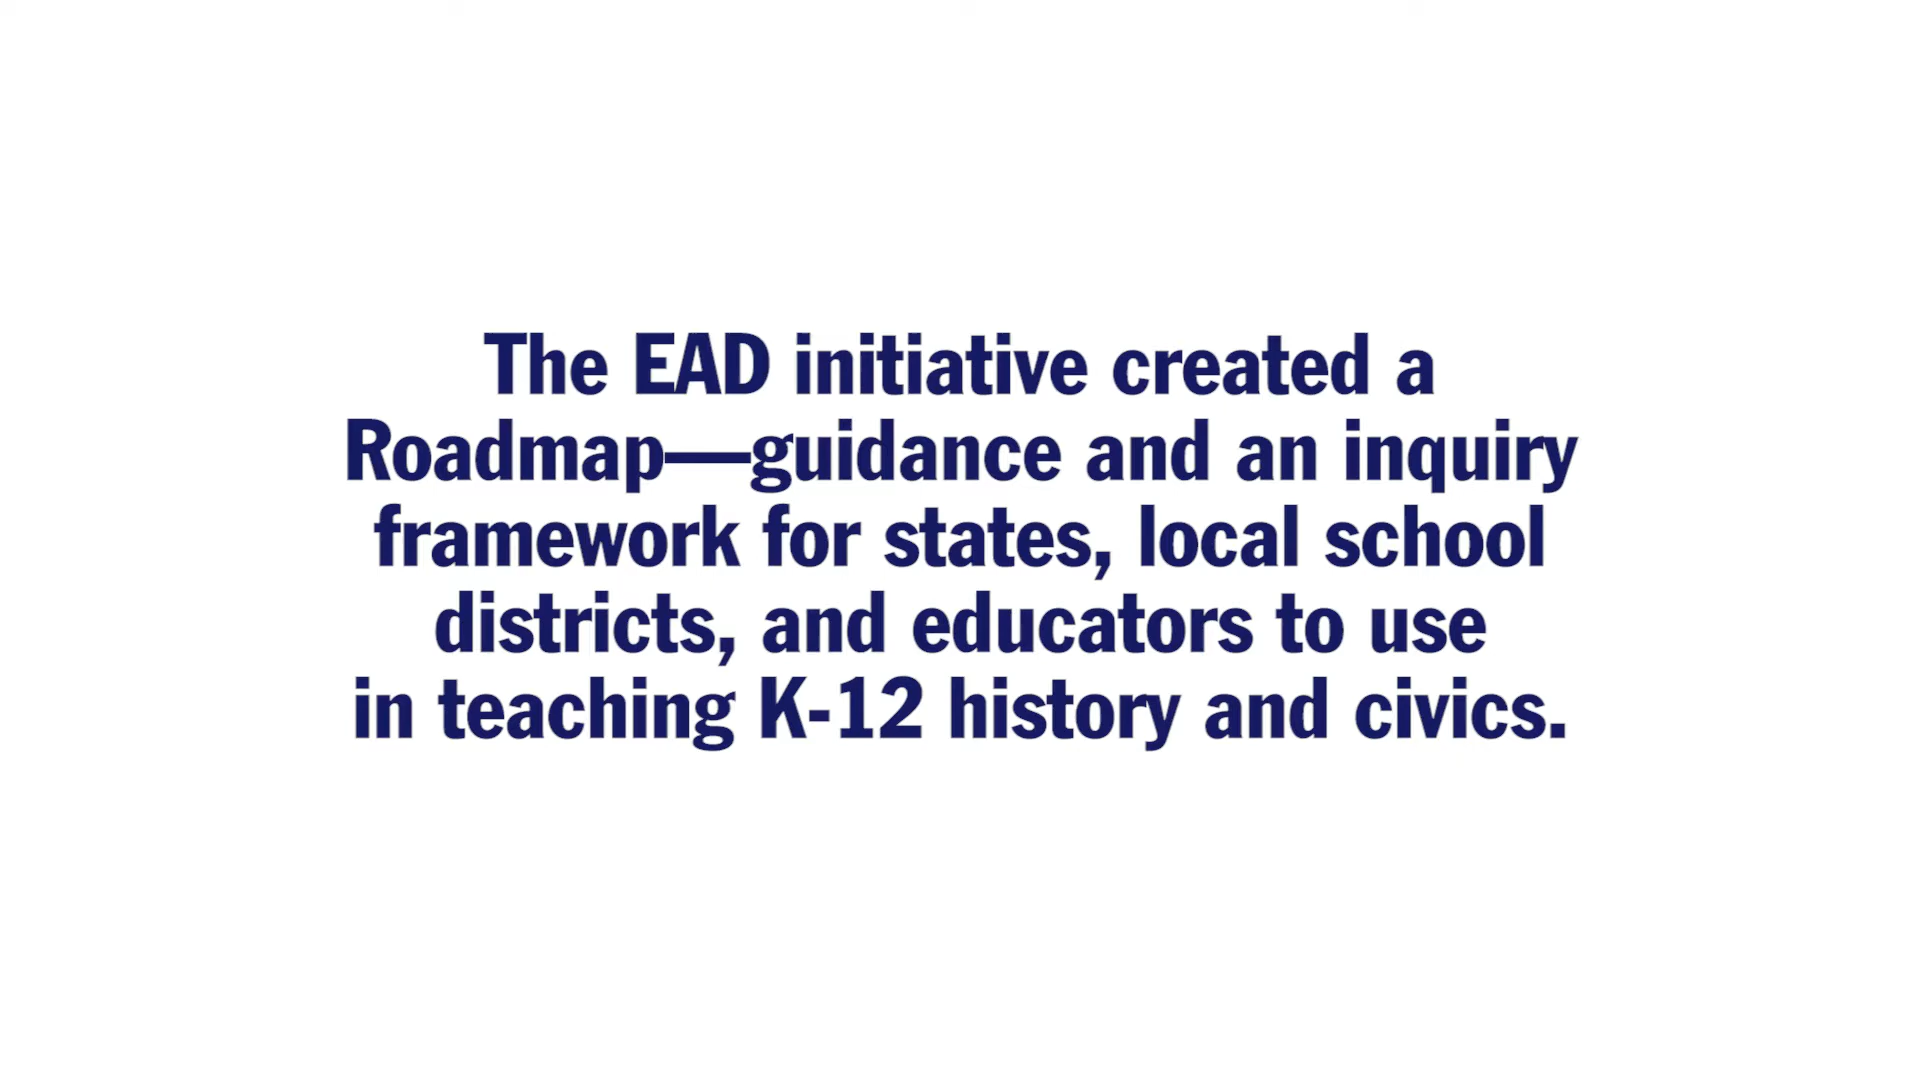 The EAD initiative created a
Roadmap—guidance and an inquiry
framework for states, local school
districts, and educators to use
in teaching K-12 history and civics.